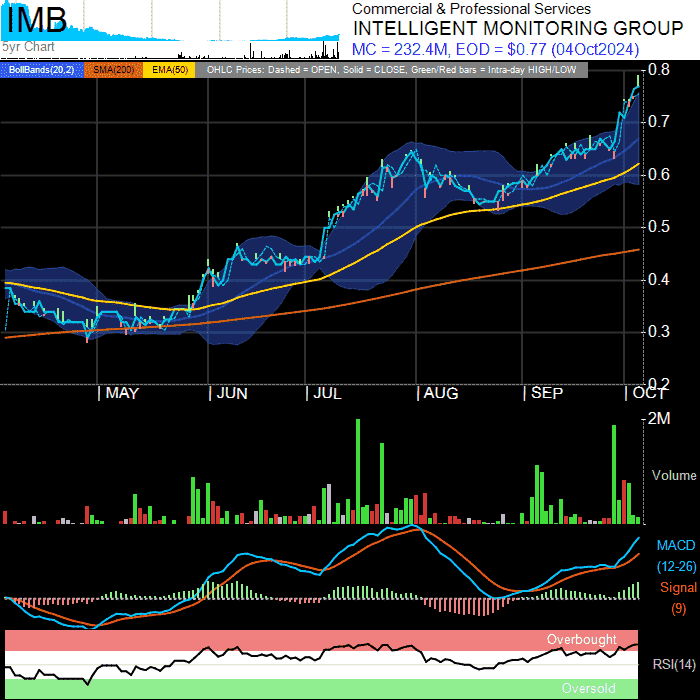 IMB
5yr Chart
Commercial & Professional Services
INTELLIGENT MONITORING GROUP
MC = 232.4M, EOD = $0.77 (04Oct2024)
BollBands(20,2) SMA(200) EMA(50) OHLC Prices: Dashed = OPEN, Solid = CLOSE, Green/Red bars = Intra-day HIGH/LOW
0.8
0.7
0.6
0.5
0.4
0.3
0.2
MAY JUN JUL AUG SEP OCT
2M
Volume
MACD
(12-26)
Signal
(9)
Overbought
RSI(14)
Oversold